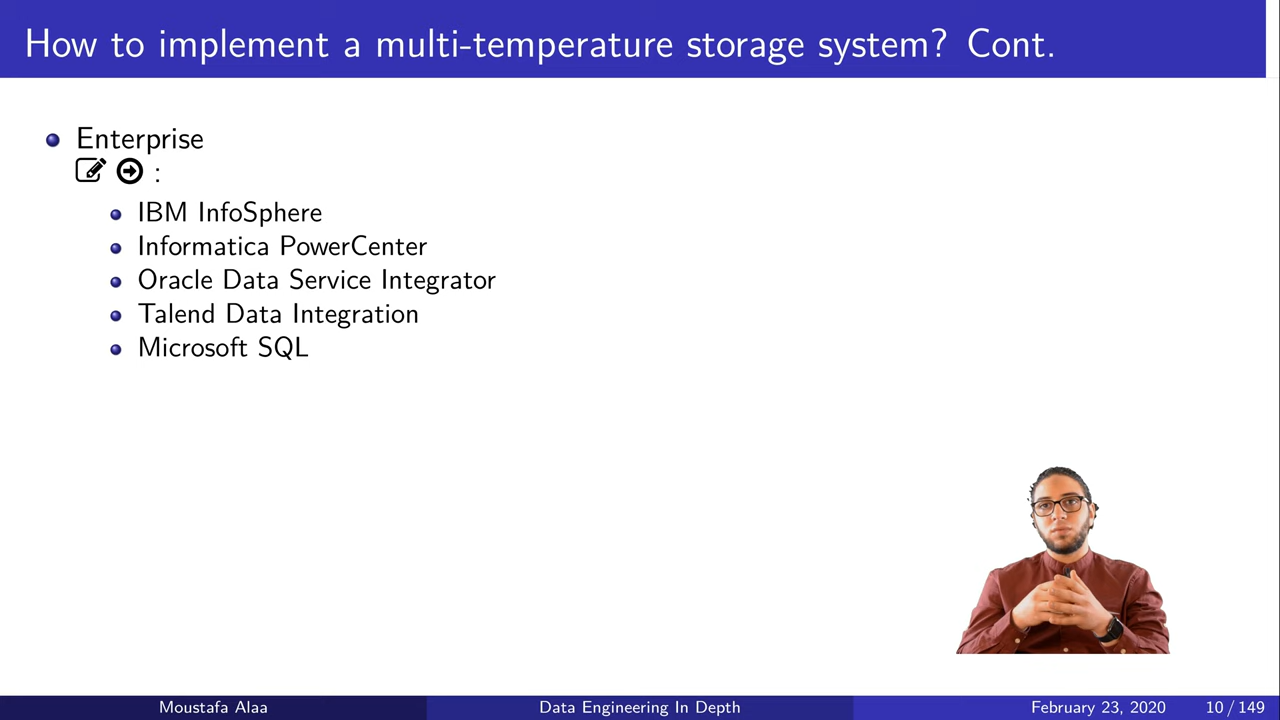 How to implement a multi-temperature storage system? Cont.
Enterprise
:
IBM InfoSphere
Informatica PowerCenter
Oracle Data Service Integrator
Talend Data Integration
Microsoft SQL
Moustafa Alaa Data Engineering In Depth February 23, 2020 10 / 149